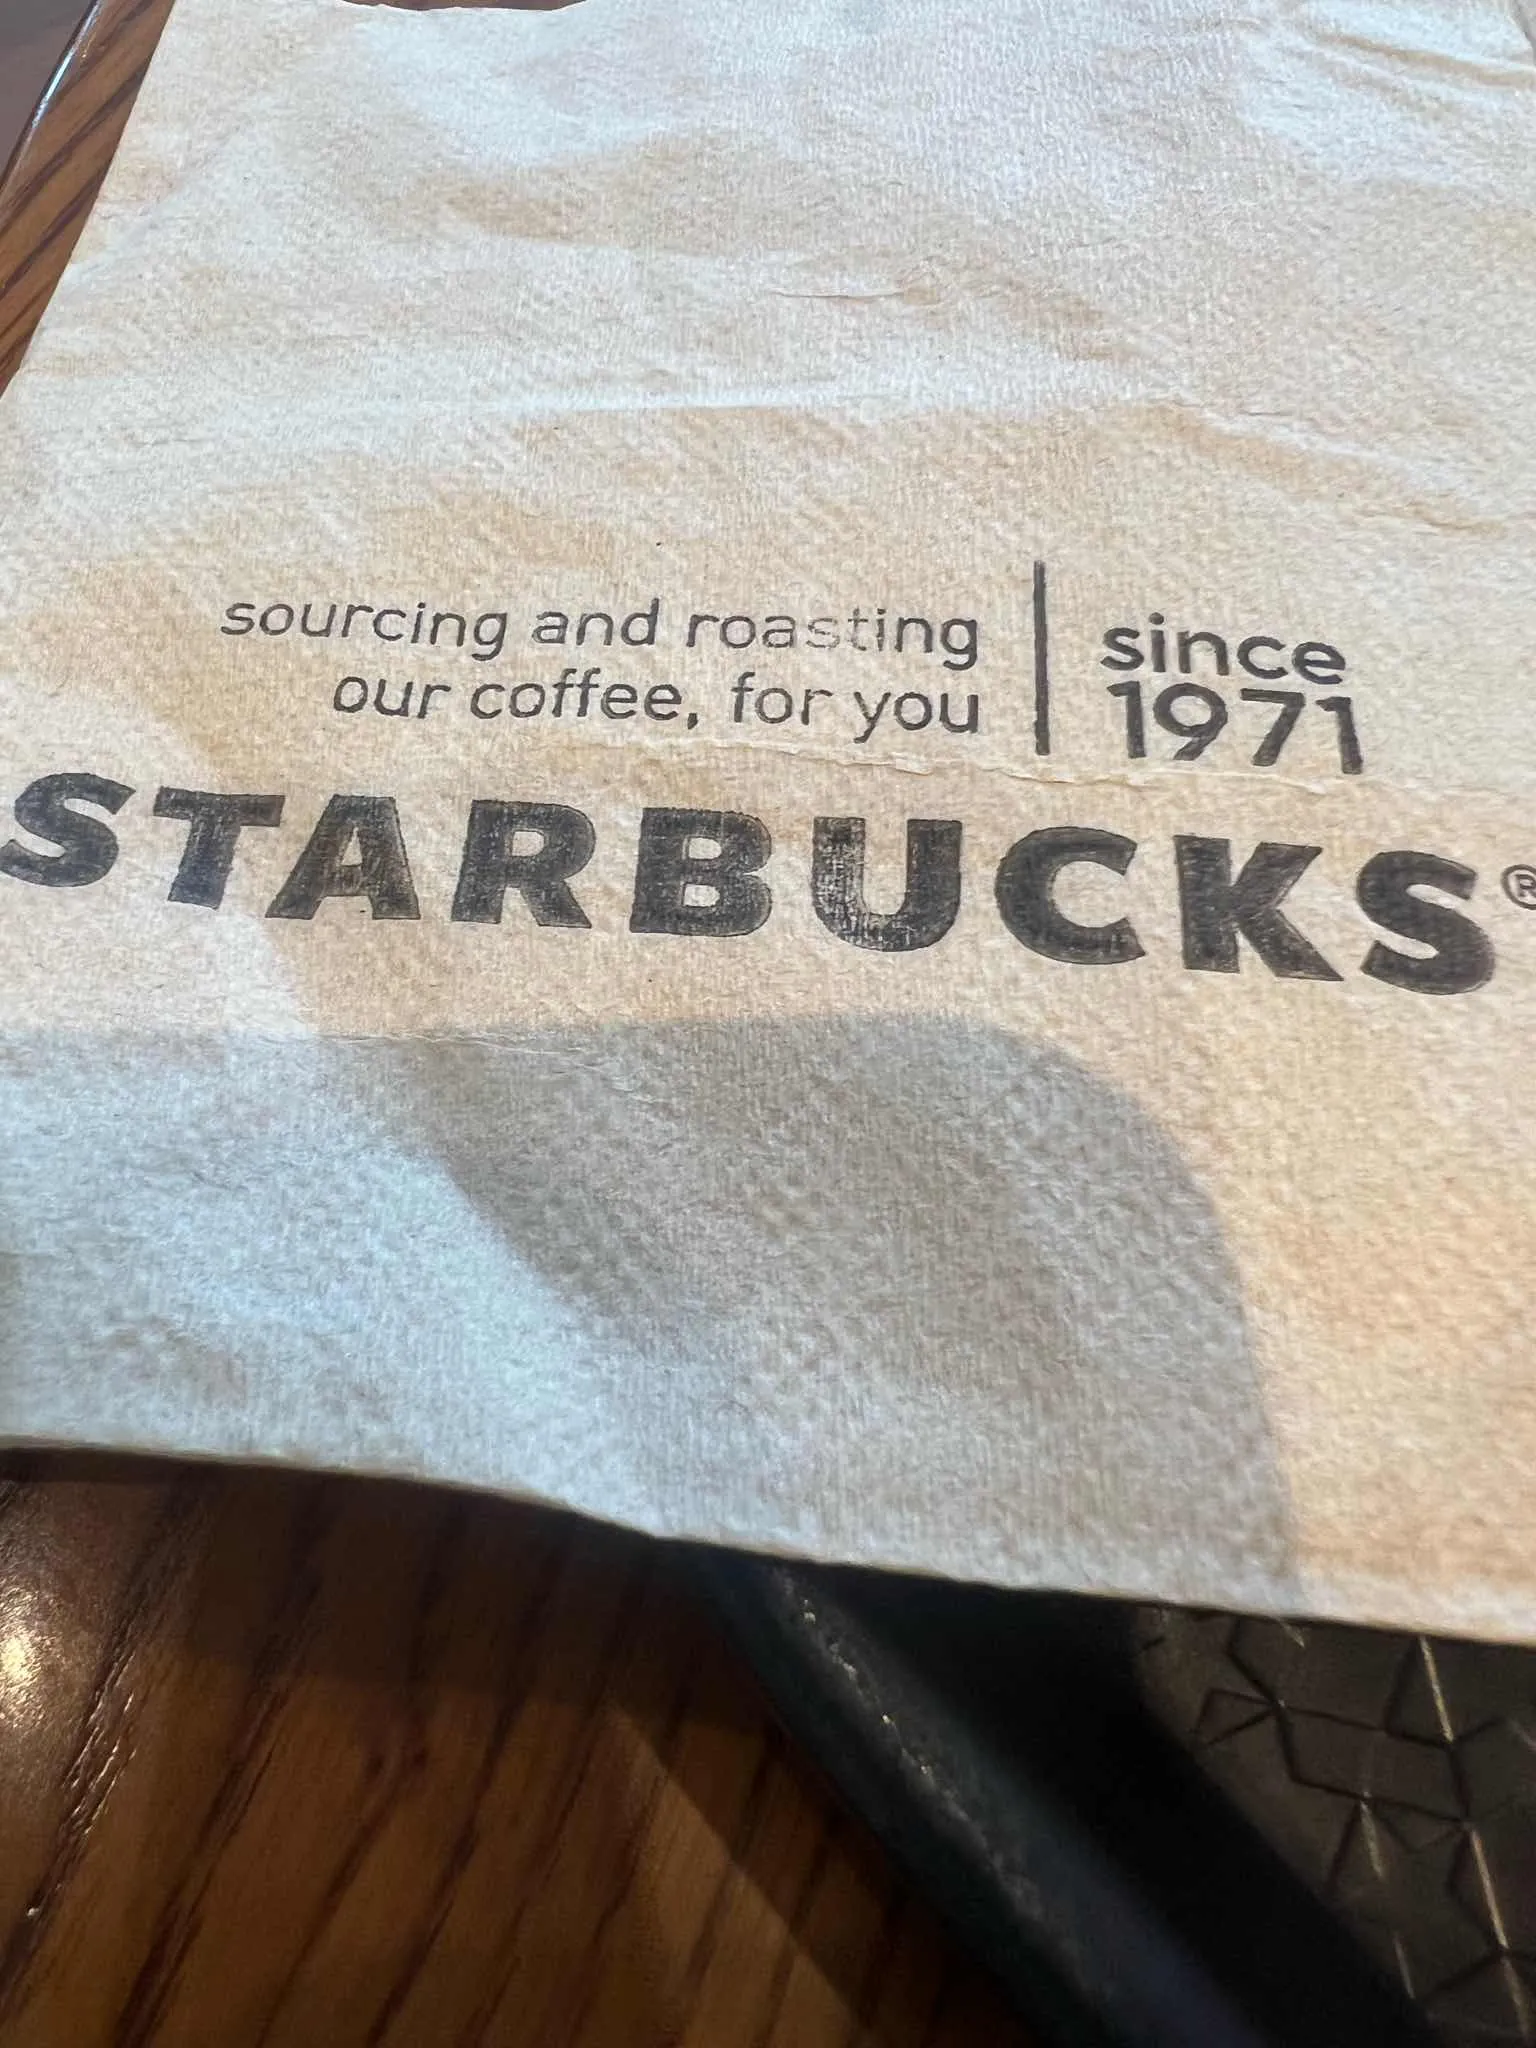 sourcing and roasting
our coffee, for you
since
1971
STARBUCKS®